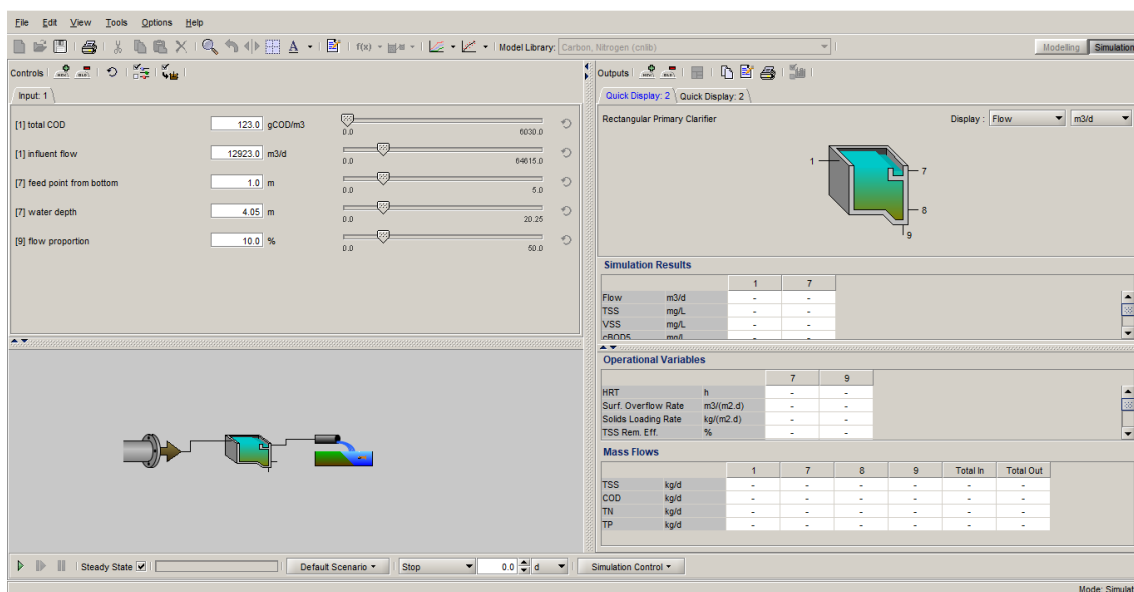 File Edit View Tools Options Help
A f(x) Model Library: Carbon, Nitrogen (cnlib) Modelling Simulation
Controls
Input: 1
[1] total COD 123.0 gCOD/m3 0.0 6030.0
[1] influent flow 12923.0 m3/d 0.0 64615.0
[7] feed point from bottom 1.0 m 0.0 5.0
[7] water depth 4.05 m 0.0 20.25
[9] flow proportion 10.0 % 0.0 50.0
Outputs
Quick Display: 2 Quick Display: 2
Rectangular Primary Clarifier Display : Flow m3/d
1 7
8
9
Simulation Results
1 7
Flow m3/d - -
TSS mg/L - -
VSS mg/L - -
cBOD5 mg/L - -
Operational Variables
7 9
HRT h - -
Surf. Overflow Rate m3/(m2.d) - -
Solids Loading Rate kg/(m2.d) - -
TSS Rem. Eff. % - -
Mass Flows
1 7 8 9 Total In Total Out
TSS kg/d - - - - - -
COD kg/d - - - - - -
TN kg/d - - - - - -
TP kg/d - - - - - -
Steady State Default Scenario Stop 0.0 d Simulation Control
Mode: Simulat